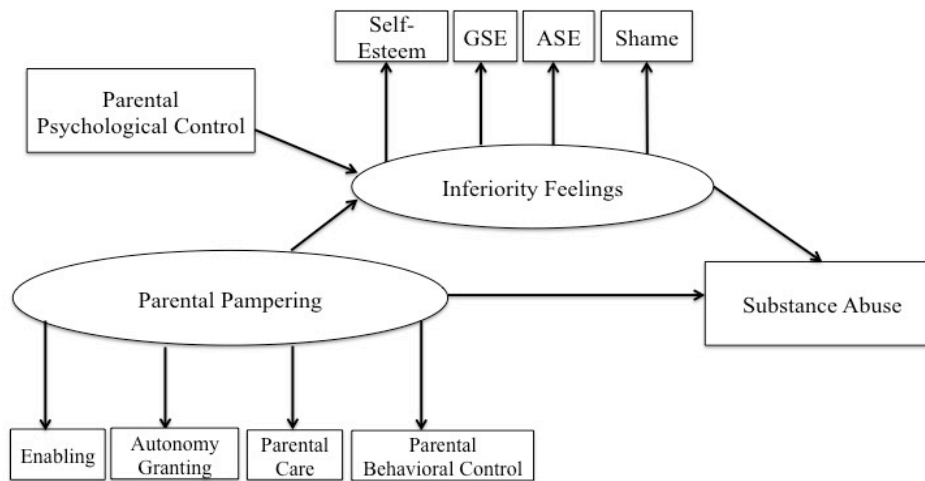 Self-
Esteem
GSE
ASE
Shame
Parental
Psychological Control
Inferiority Feelings
Parental Pampering
Substance Abuse
Enabling
Autonomy
Granting
Parental
Care
Parental
Behavioral Control